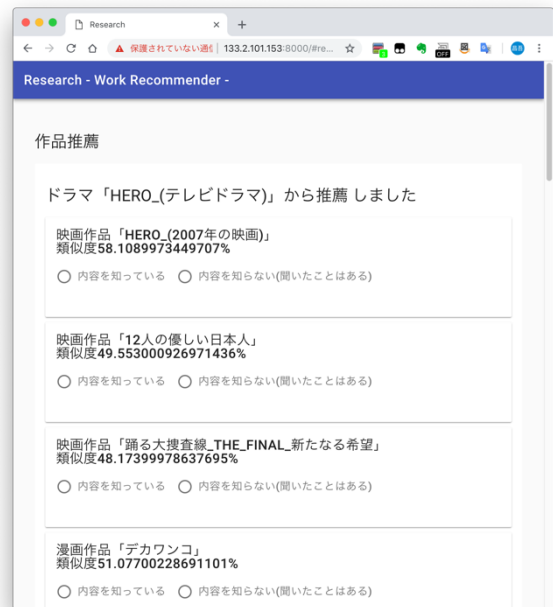 Research
保護されていない通信
133.2.101.153:8000/#re...
OFF
Research - Work Recommender -
作品推薦
ドラマ「HERO_(テレビドラマ)」から推薦 しました
映画作品「HERO_(2007年の映画)」
類似度58.1089973449707%
内容を知っている 内容を知らない(聞いたことはある)
映画作品「12人の優しい日本人」
類似度49.553000926971436%
内容を知っている 内容を知らない(聞いたことはある)
映画作品「踊る大捜査線_THE_FINAL_新たなる希望」
類似度48.17399978637695%
内容を知っている 内容を知らない(聞いたことはある)
漫画作品「デカワンコ」
類似度51.07700228691101%
内容を知っている 内容を知らない(聞いたことはある)